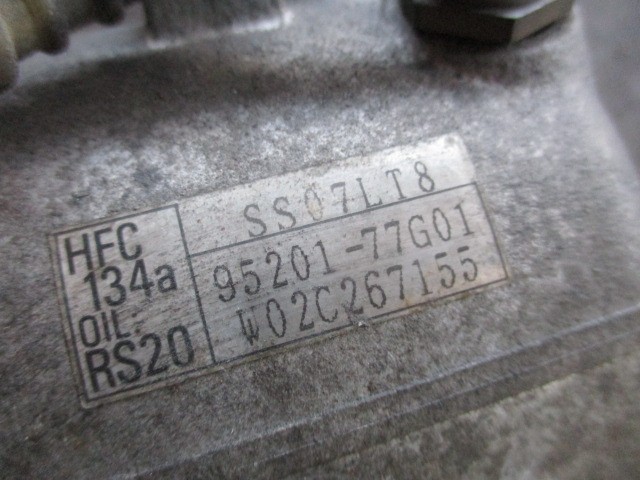 HFC
134a
OIL:
RS20
SS07LT8
95201-77G01
W02C267155